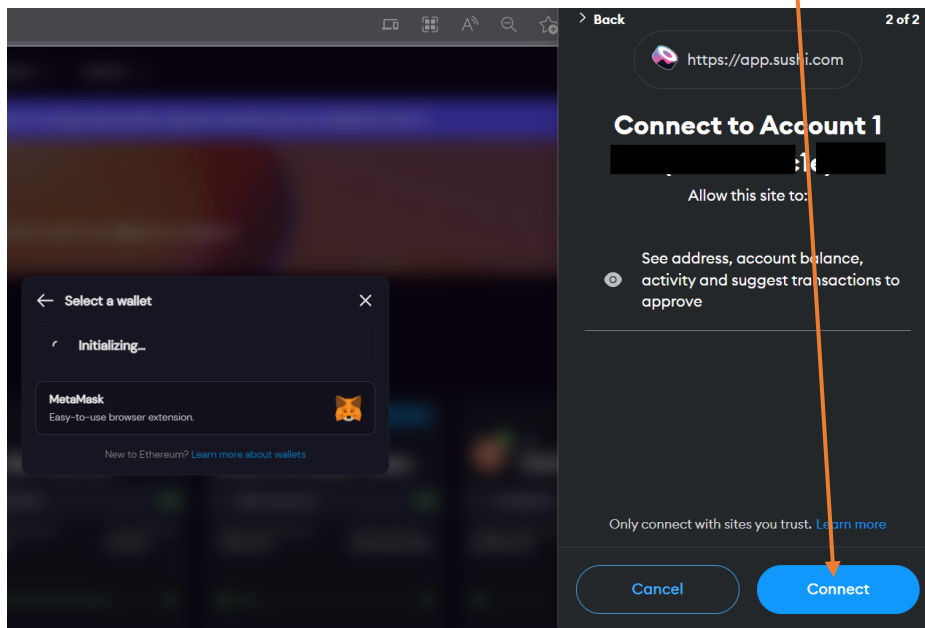 Back
2 of 2
https://app.sushi.com
Connect to Account 1
Allow this site to:
See address, account balance,
activity and suggest transactions to
approve
Select a wallet
Initializing...
MetaMask
Easy-to-use browser extension.
New to Ethereum? Learn more about wallets
Only connect with sites you trust. Learn more
Cancel
Connect